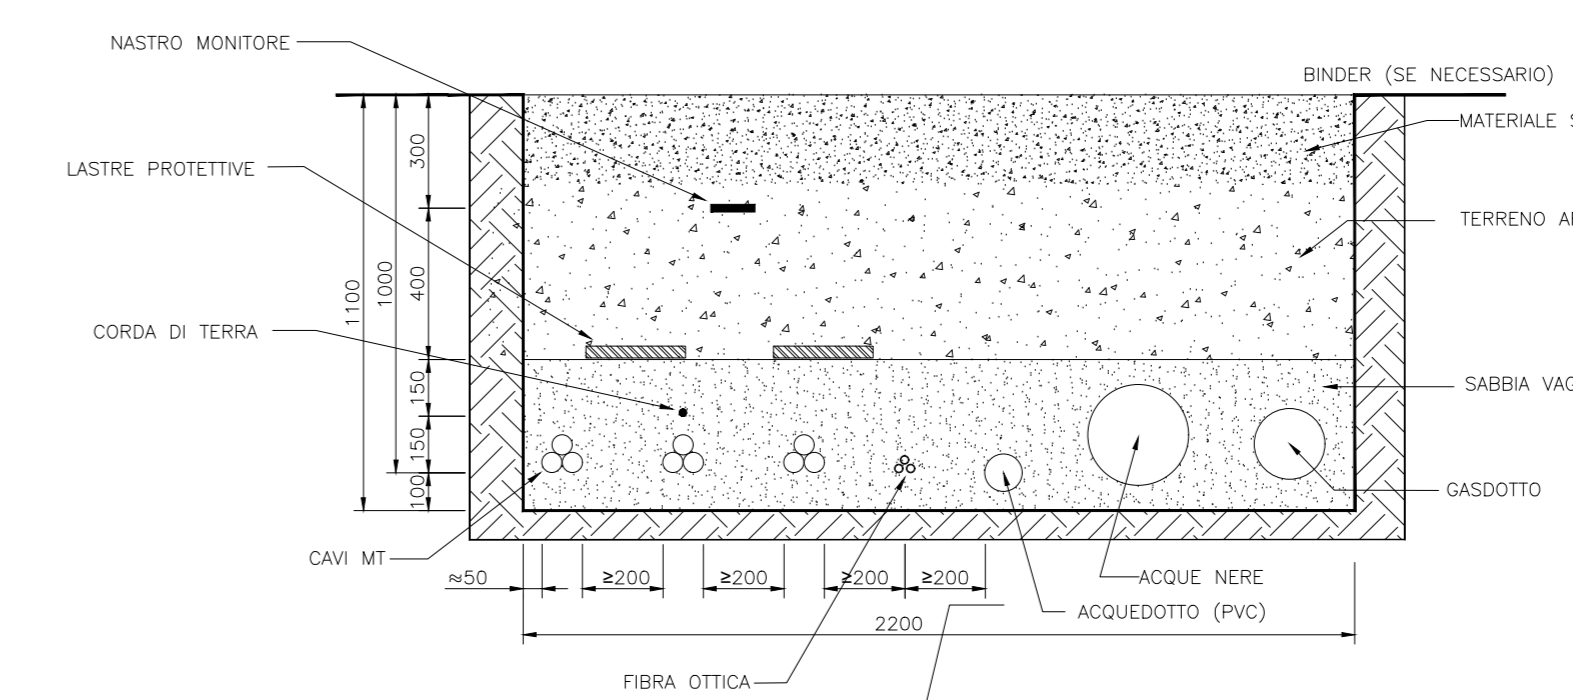 NASTRO MONITORE
BINDER (SE NECESSARIO)
MATERIALE
LASTRE PROTETTIVE
TERRENO
CORDA DI TERRA
SABBIA
GASDOTTO
CAVI MT
ACQUE NERE
ACQUEDOTTO (PVC)
FIBRA OTTICA
300
400
150
150
100
1000
1100
≈50
≥200
≥200
≥200
≥200
2200